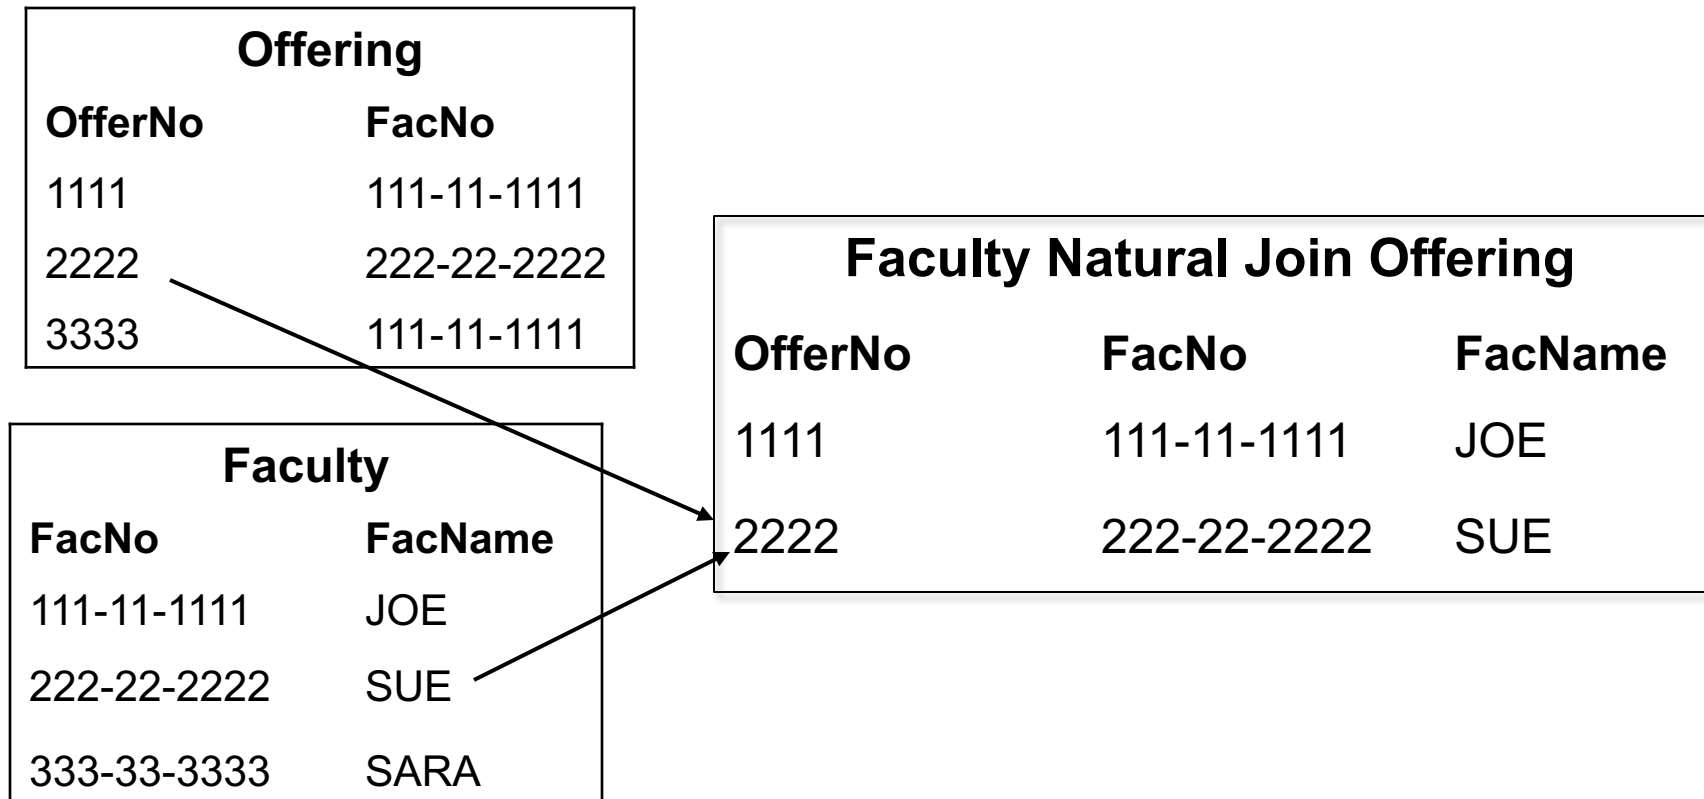 Offering
OfferNo FacNo
1111 111-11-1111
2222 222-22-2222
3333 111-11-1111
Faculty
FacNo FacName
111-11-1111 JOE
222-22-2222 SUE
333-33-3333 SARA
Faculty Natural Join Offering
OfferNo FacNo FacName
1111 111-11-1111 JOE
2222 222-22-2222 SUE